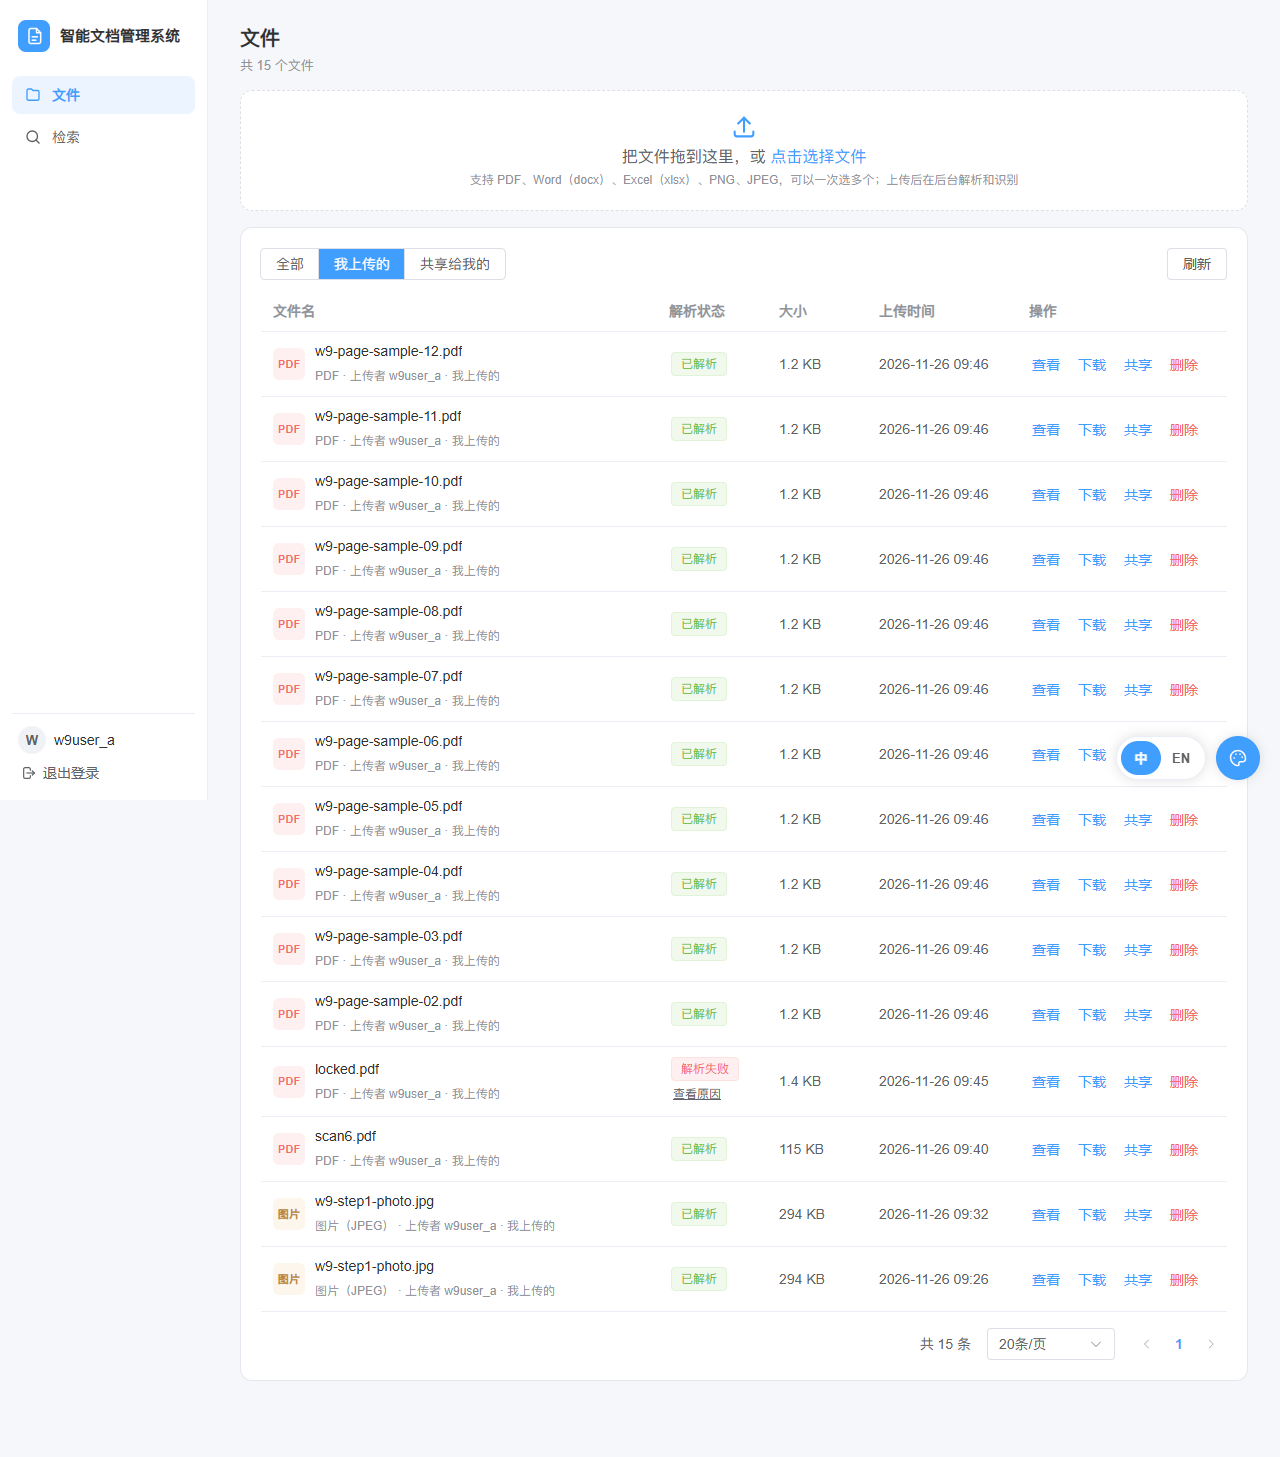 智能文档管理系统
文件
检索
w9user_a
退出登录
文件
共 15 个文件
把文件拖到这里，或 点击选择文件
支持 PDF、Word（docx）、Excel（xlsx）、PNG、JPEG，可以一次选多个；上传后在后台解析和识别
全部 我上传的 共享给我的 刷新
文件名 解析状态 大小 上传时间 操作
PDF w9-page-sample-12.pdf 已解析 1.2 KB 2026-11-26 09:46 查看 下载 共享 删除
PDF · 上传者 w9user_a · 我上传的
PDF w9-page-sample-11.pdf 已解析 1.2 KB 2026-11-26 09:46 查看 下载 共享 删除
PDF · 上传者 w9user_a · 我上传的
PDF w9-page-sample-10.pdf 已解析 1.2 KB 2026-11-26 09:46 查看 下载 共享 删除
PDF · 上传者 w9user_a · 我上传的
PDF w9-page-sample-09.pdf 已解析 1.2 KB 2026-11-26 09:46 查看 下载 共享 删除
PDF · 上传者 w9user_a · 我上传的
PDF w9-page-sample-08.pdf 已解析 1.2 KB 2026-11-26 09:46 查看 下载 共享 删除
PDF · 上传者 w9user_a · 我上传的
PDF w9-page-sample-07.pdf 已解析 1.2 KB 2026-11-26 09:46 查看 下载 共享 删除
PDF · 上传者 w9user_a · 我上传的
PDF w9-page-sample-06.pdf 已解析 1.2 KB 2026-11-26 09:46 查看 下载 中 EN
PDF · 上传者 w9user_a · 我上传的
PDF w9-page-sample-05.pdf 已解析 1.2 KB 2026-11-26 09:46 查看 下载 共享 删除
PDF · 上传者 w9user_a · 我上传的
PDF w9-page-sample-04.pdf 已解析 1.2 KB 2026-11-26 09:46 查看 下载 共享 删除
PDF · 上传者 w9user_a · 我上传的
PDF w9-page-sample-03.pdf 已解析 1.2 KB 2026-11-26 09:46 查看 下载 共享 删除
PDF · 上传者 w9user_a · 我上传的
PDF w9-page-sample-02.pdf 已解析 1.2 KB 2026-11-26 09:46 查看 下载 共享 删除
PDF · 上传者 w9user_a · 我上传的
PDF locked.pdf 解析失败 1.4 KB 2026-11-26 09:45 查看 下载 共享 删除
PDF · 上传者 w9user_a · 我上传的 查看原因
PDF scan6.pdf 已解析 115 KB 2026-11-26 09:40 查看 下载 共享 删除
PDF · 上传者 w9user_a · 我上传的
图片 w9-step1-photo.jpg 已解析 294 KB 2026-11-26 09:32 查看 下载 共享 删除
图片（JPEG） · 上传者 w9user_a · 我上传的
图片 w9-step1-photo.jpg 已解析 294 KB 2026-11-26 09:26 查看 下载 共享 删除
图片（JPEG） · 上传者 w9user_a · 我上传的
共 15 条 20条/页 1
W